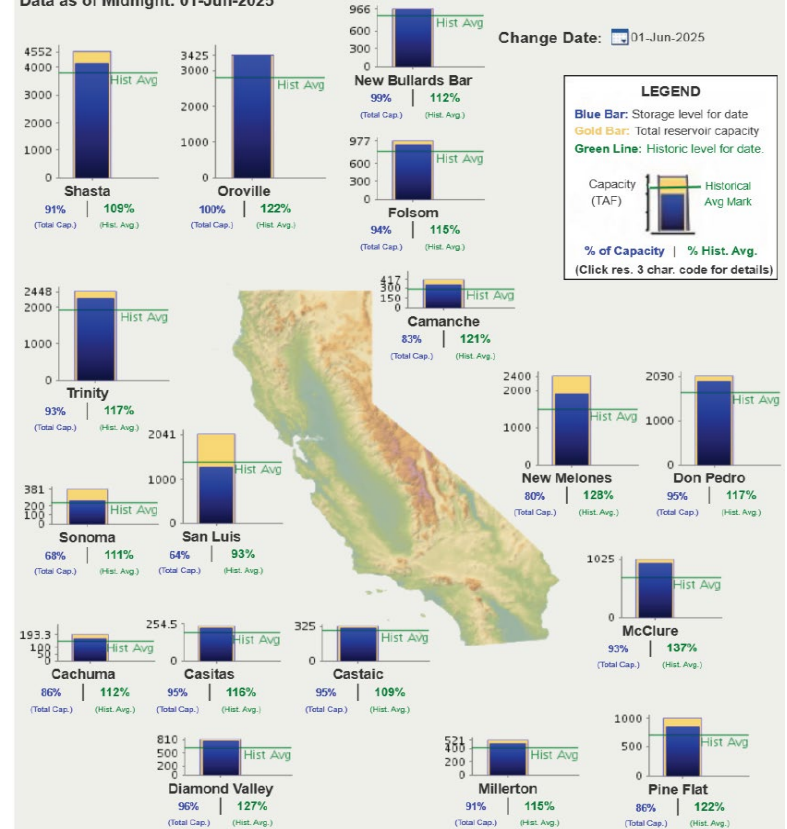 Data as of Midnight: 01-Jun-2025
Change Date: 01-Jun-2025
LEGEND
Blue Bar: Storage level for date
Gold Bar: Total reservoir capacity
Green Line: Historic level for date.
Capacity
(TAF)
Historical
Avg Mark
% of Capacity | % Hist. Avg.
(Click res. 3 char. code for details)
4552
4000
3000
2000
1000
0
Hist Avg
Shasta
91% | 109%
(Total Cap.) (Hist. Avg.)
3425
3000
2000
1000
0
Hist Avg
Oroville
100% | 122%
(Total Cap.) (Hist. Avg.)
966
600
300
0
Hist Avg
New Bullards Bar
99% | 112%
(Total Cap.) (Hist. Avg.)
977
600
300
0
Hist Avg
Folsom
94% | 115%
(Total Cap.) (Hist. Avg.)
2448
2000
1000
0
Hist Avg
Trinity
93% | 117%
(Total Cap.) (Hist. Avg.)
417
300
150
0
Hist Avg
Camanche
83% | 121%
(Total Cap.) (Hist. Avg.)
2400
2000
1000
0
Hist Avg
New Melones
80% | 128%
(Total Cap.) (Hist. Avg.)
2030
1000
0
Hist Avg
Don Pedro
95% | 117%
(Total Cap.) (Hist. Avg.)
381
200
100
0
Hist Avg
Sonoma
68% | 111%
(Total Cap.) (Hist. Avg.)
2041
1000
0
Hist Avg
San Luis
64% | 93%
(Total Cap.) (Hist. Avg.)
1025
0
Hist Avg
McClure
93% | 137%
(Total Cap.) (Hist. Avg.)
193.3
100
50
0
Hist Avg
Cachuma
86% | 112%
(Total Cap.) (Hist. Avg.)
254.5
0
Hist Avg
Casitas
95% | 116%
(Total Cap.) (Hist. Avg.)
325
0
Hist Avg
Castaic
95% | 109%
(Total Cap.) (Hist. Avg.)
810
500
200
0
Hist Avg
Diamond Valley
96% | 127%
(Total Cap.) (Hist. Avg.)
521
400
200
0
Hist Avg
Millerton
91% | 115%
(Total Cap.) (Hist. Avg.)
1000
500
0
Hist Avg
Pine Flat
86% | 122%
(Total Cap.) (Hist. Avg.)